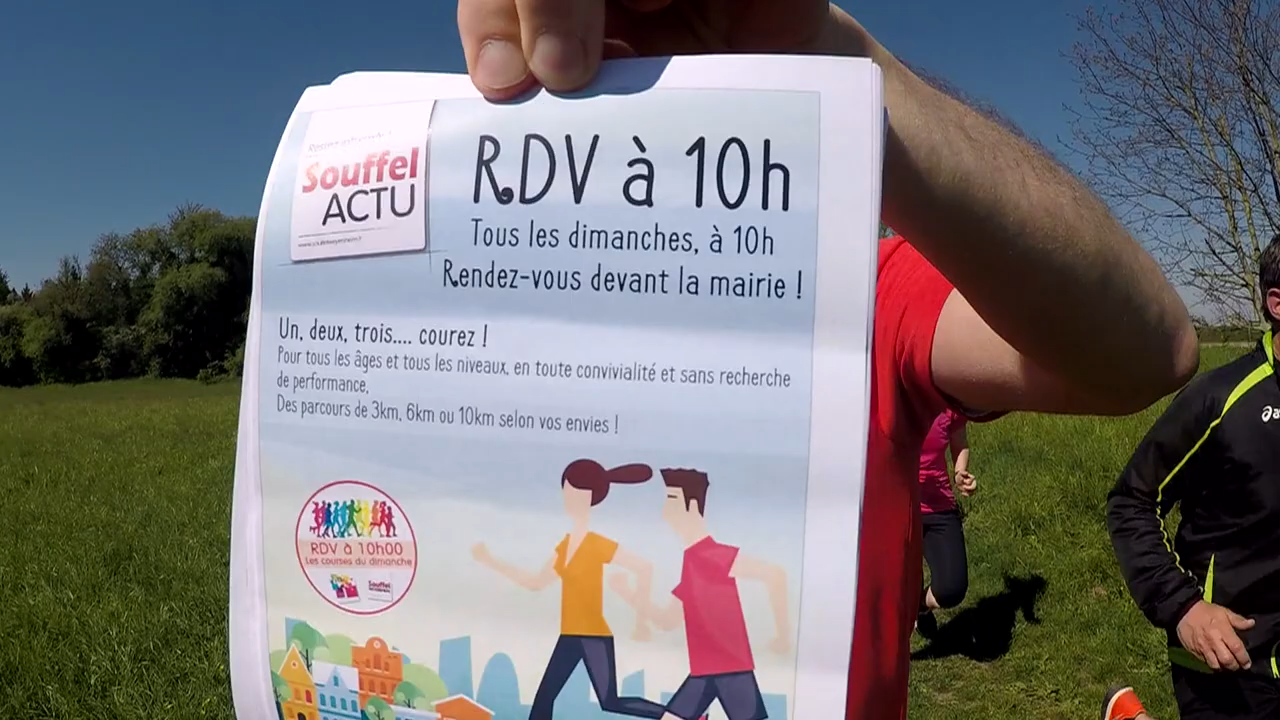 Souffel
ACTU
RDV à 10h
Tous les dimanches, à 10h
Rendez-vous devant la mairie !
Un, deux, trois.... courez !
Pour tous les âges et tous les niveaux, en toute convivialité et sans recherche
de performance,
Des parcours de 3km, 6km ou 10km selon vos envies !
RDV à 10h00
Les courses du dimanche
Souffel